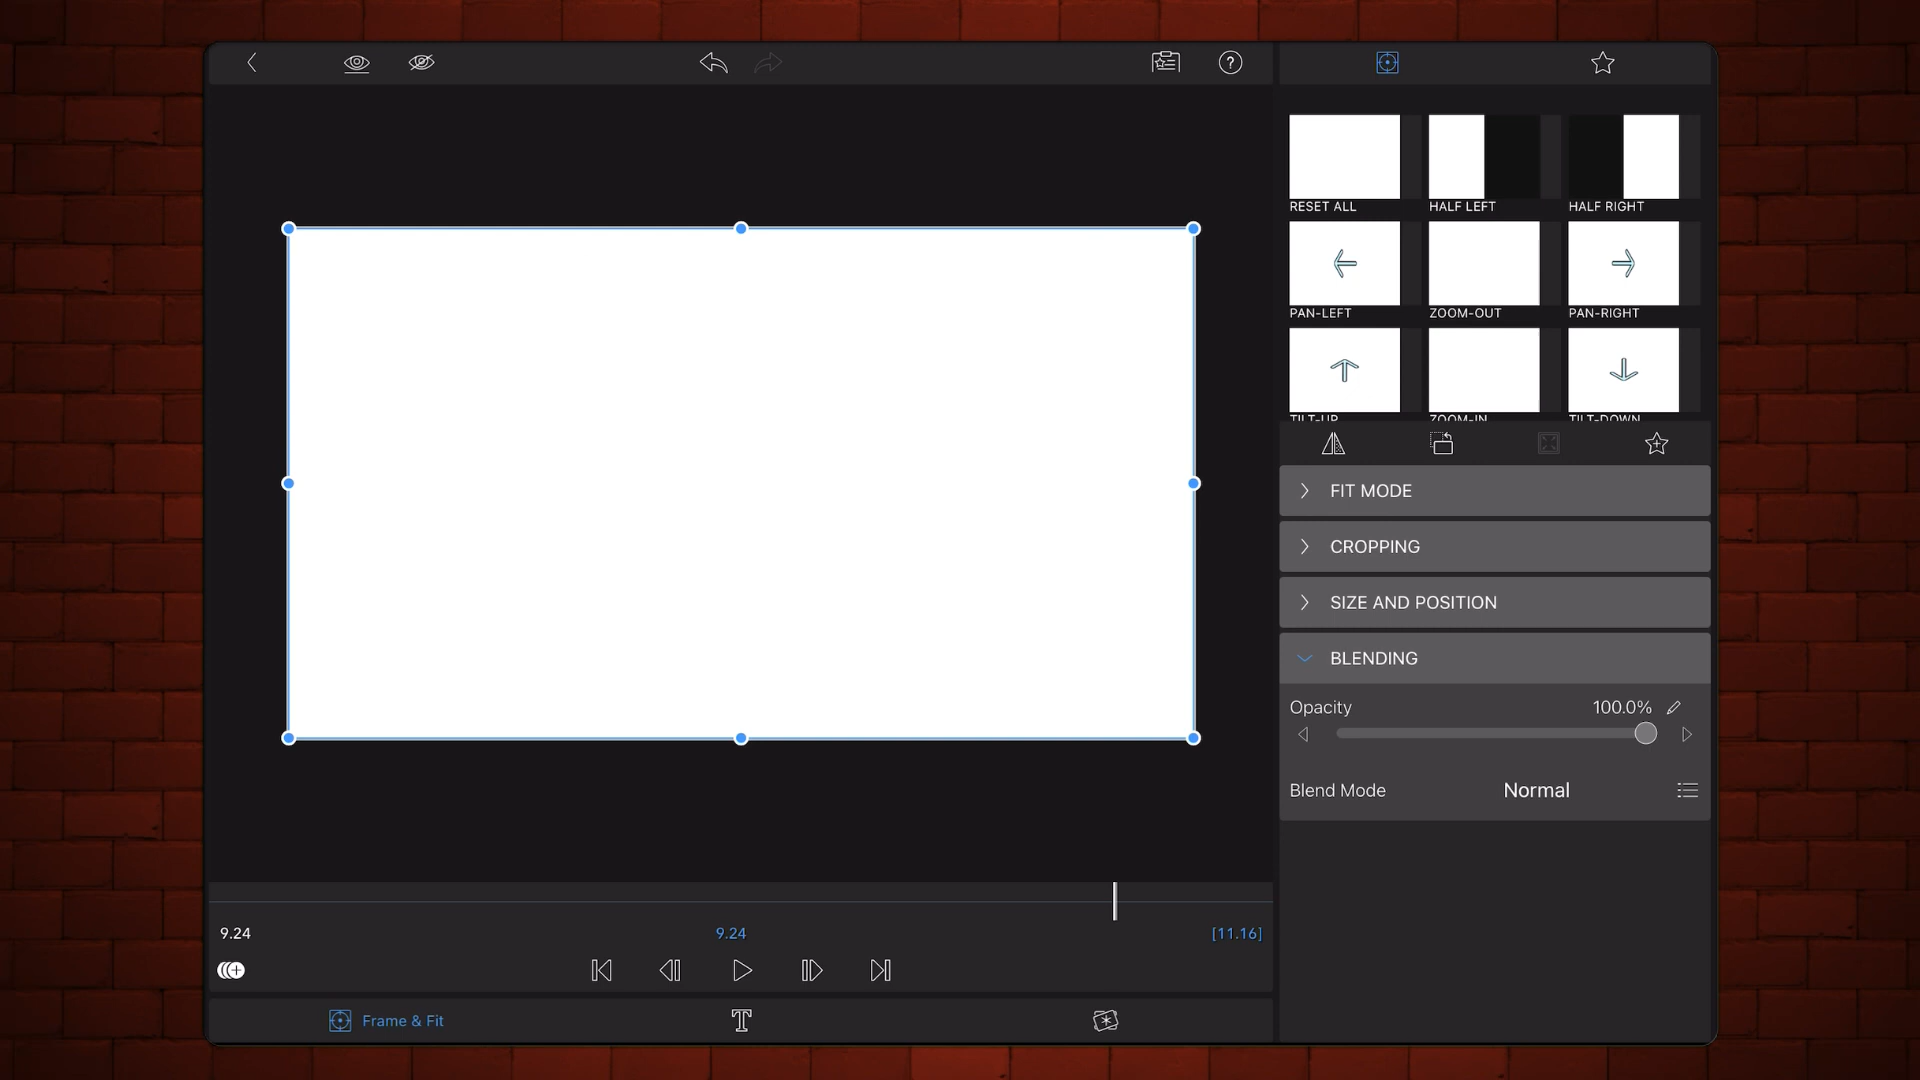 RESET ALL
HALF LEFT
HALF RIGHT
PAN-LEFT
ZOOM-OUT
PAN-RIGHT
TILT-UP
ZOOM-IN
TILT-DOWN
FIT MODE
CROPPING
SIZE AND POSITION
BLENDING
Opacity 100.0%
Blend Mode Normal
9.24
9.24
[11.16]
Frame & Fit